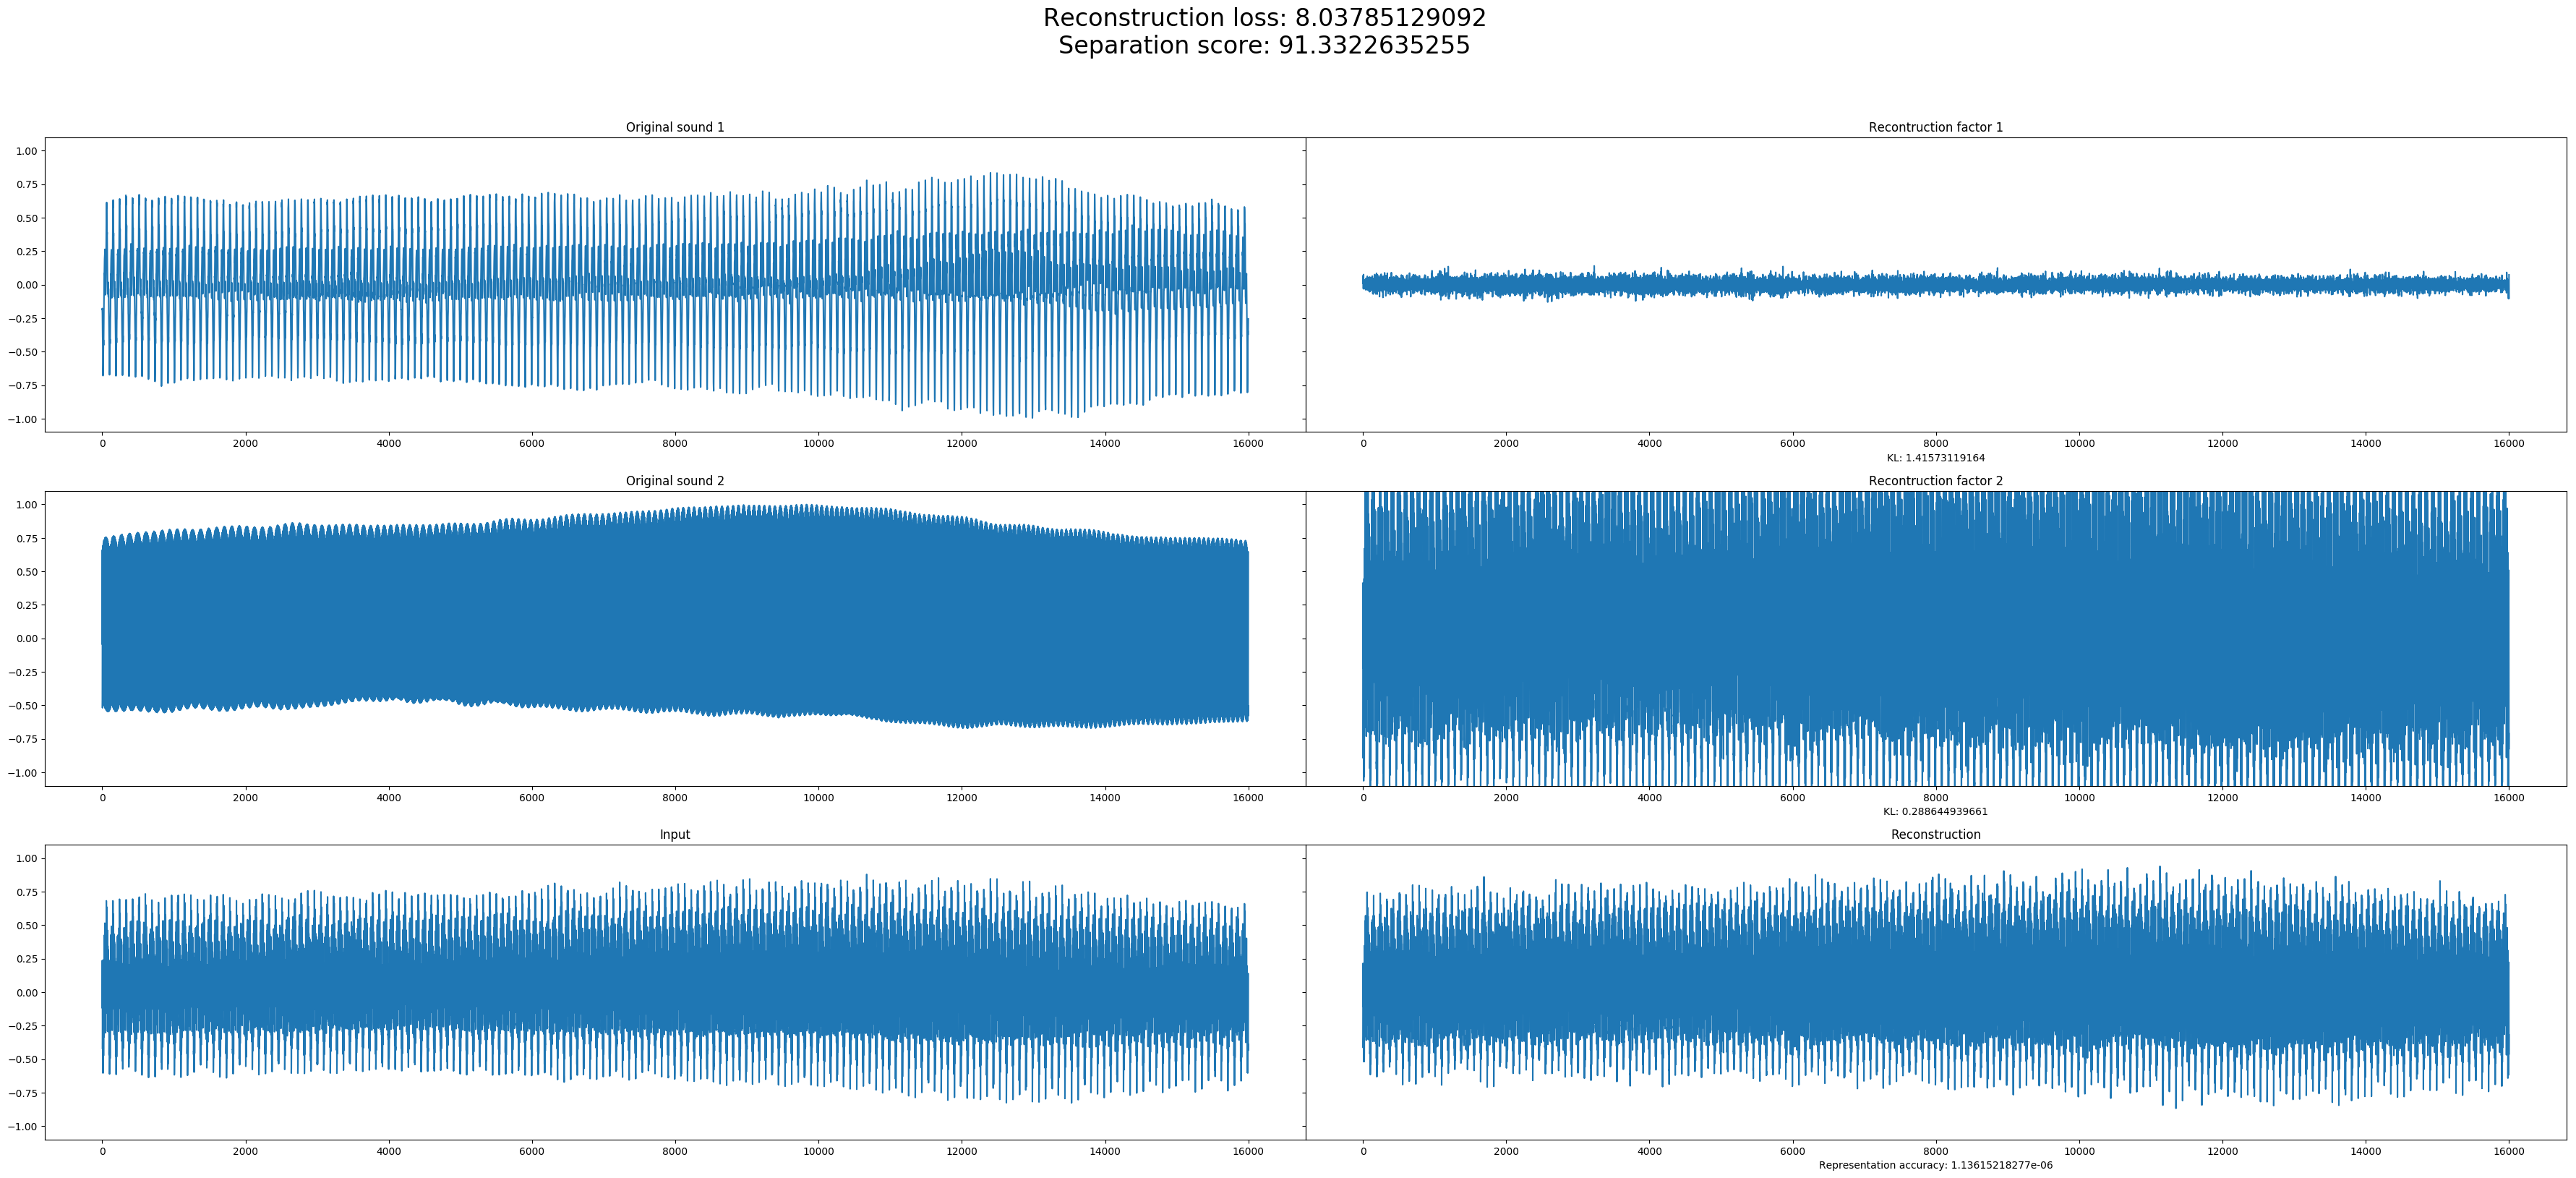 Reconstruction loss: 8.03785129092
Separation score: 91.3322635255
Original sound 1
Recontruction factor 1
1.00
0.75
0.50
0.25
0.00
−0.25
−0.50
−0.75
−1.00
0 2000 4000 6000 8000 10000 12000 14000 16000
0 2000 4000 6000 8000 10000 12000 14000 16000
KL: 1.41573119164
Original sound 2
Recontruction factor 2
1.00
0.75
0.50
0.25
0.00
−0.25
−0.50
−0.75
−1.00
0 2000 4000 6000 8000 10000 12000 14000 16000
0 2000 4000 6000 8000 10000 12000 14000 16000
KL: 0.288644939661
Input
Reconstruction
1.00
0.75
0.50
0.25
0.00
−0.25
−0.50
−0.75
−1.00
0 2000 4000 6000 8000 10000 12000 14000 16000
0 2000 4000 6000 8000 10000 12000 14000 16000
Representation accuracy: 1.13615218277e-06